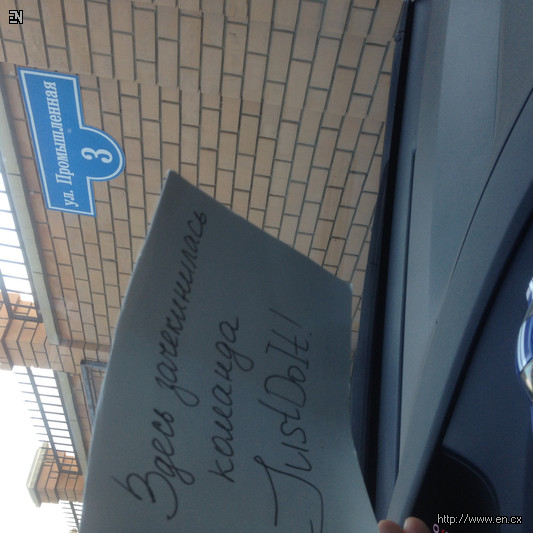 EN
ул. Промышленная
3
Здесь зачекинилась
команда
JustDoIt!
http://www.en.cx